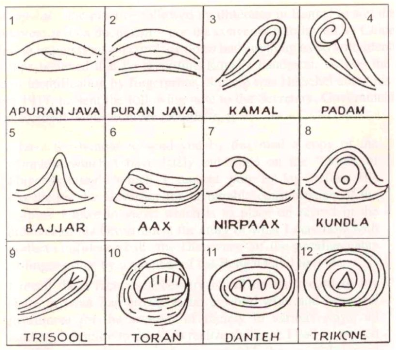 1
2
3
4
APURAN JAVA
PURAN JAVA
KAMAL
PADAM
5
6
7
8
BAJJAR
AAX
NIRPAAX
KUNDLA
9
10
11
12
TRISOOL
TORAN
DANTEH
TRIKONE